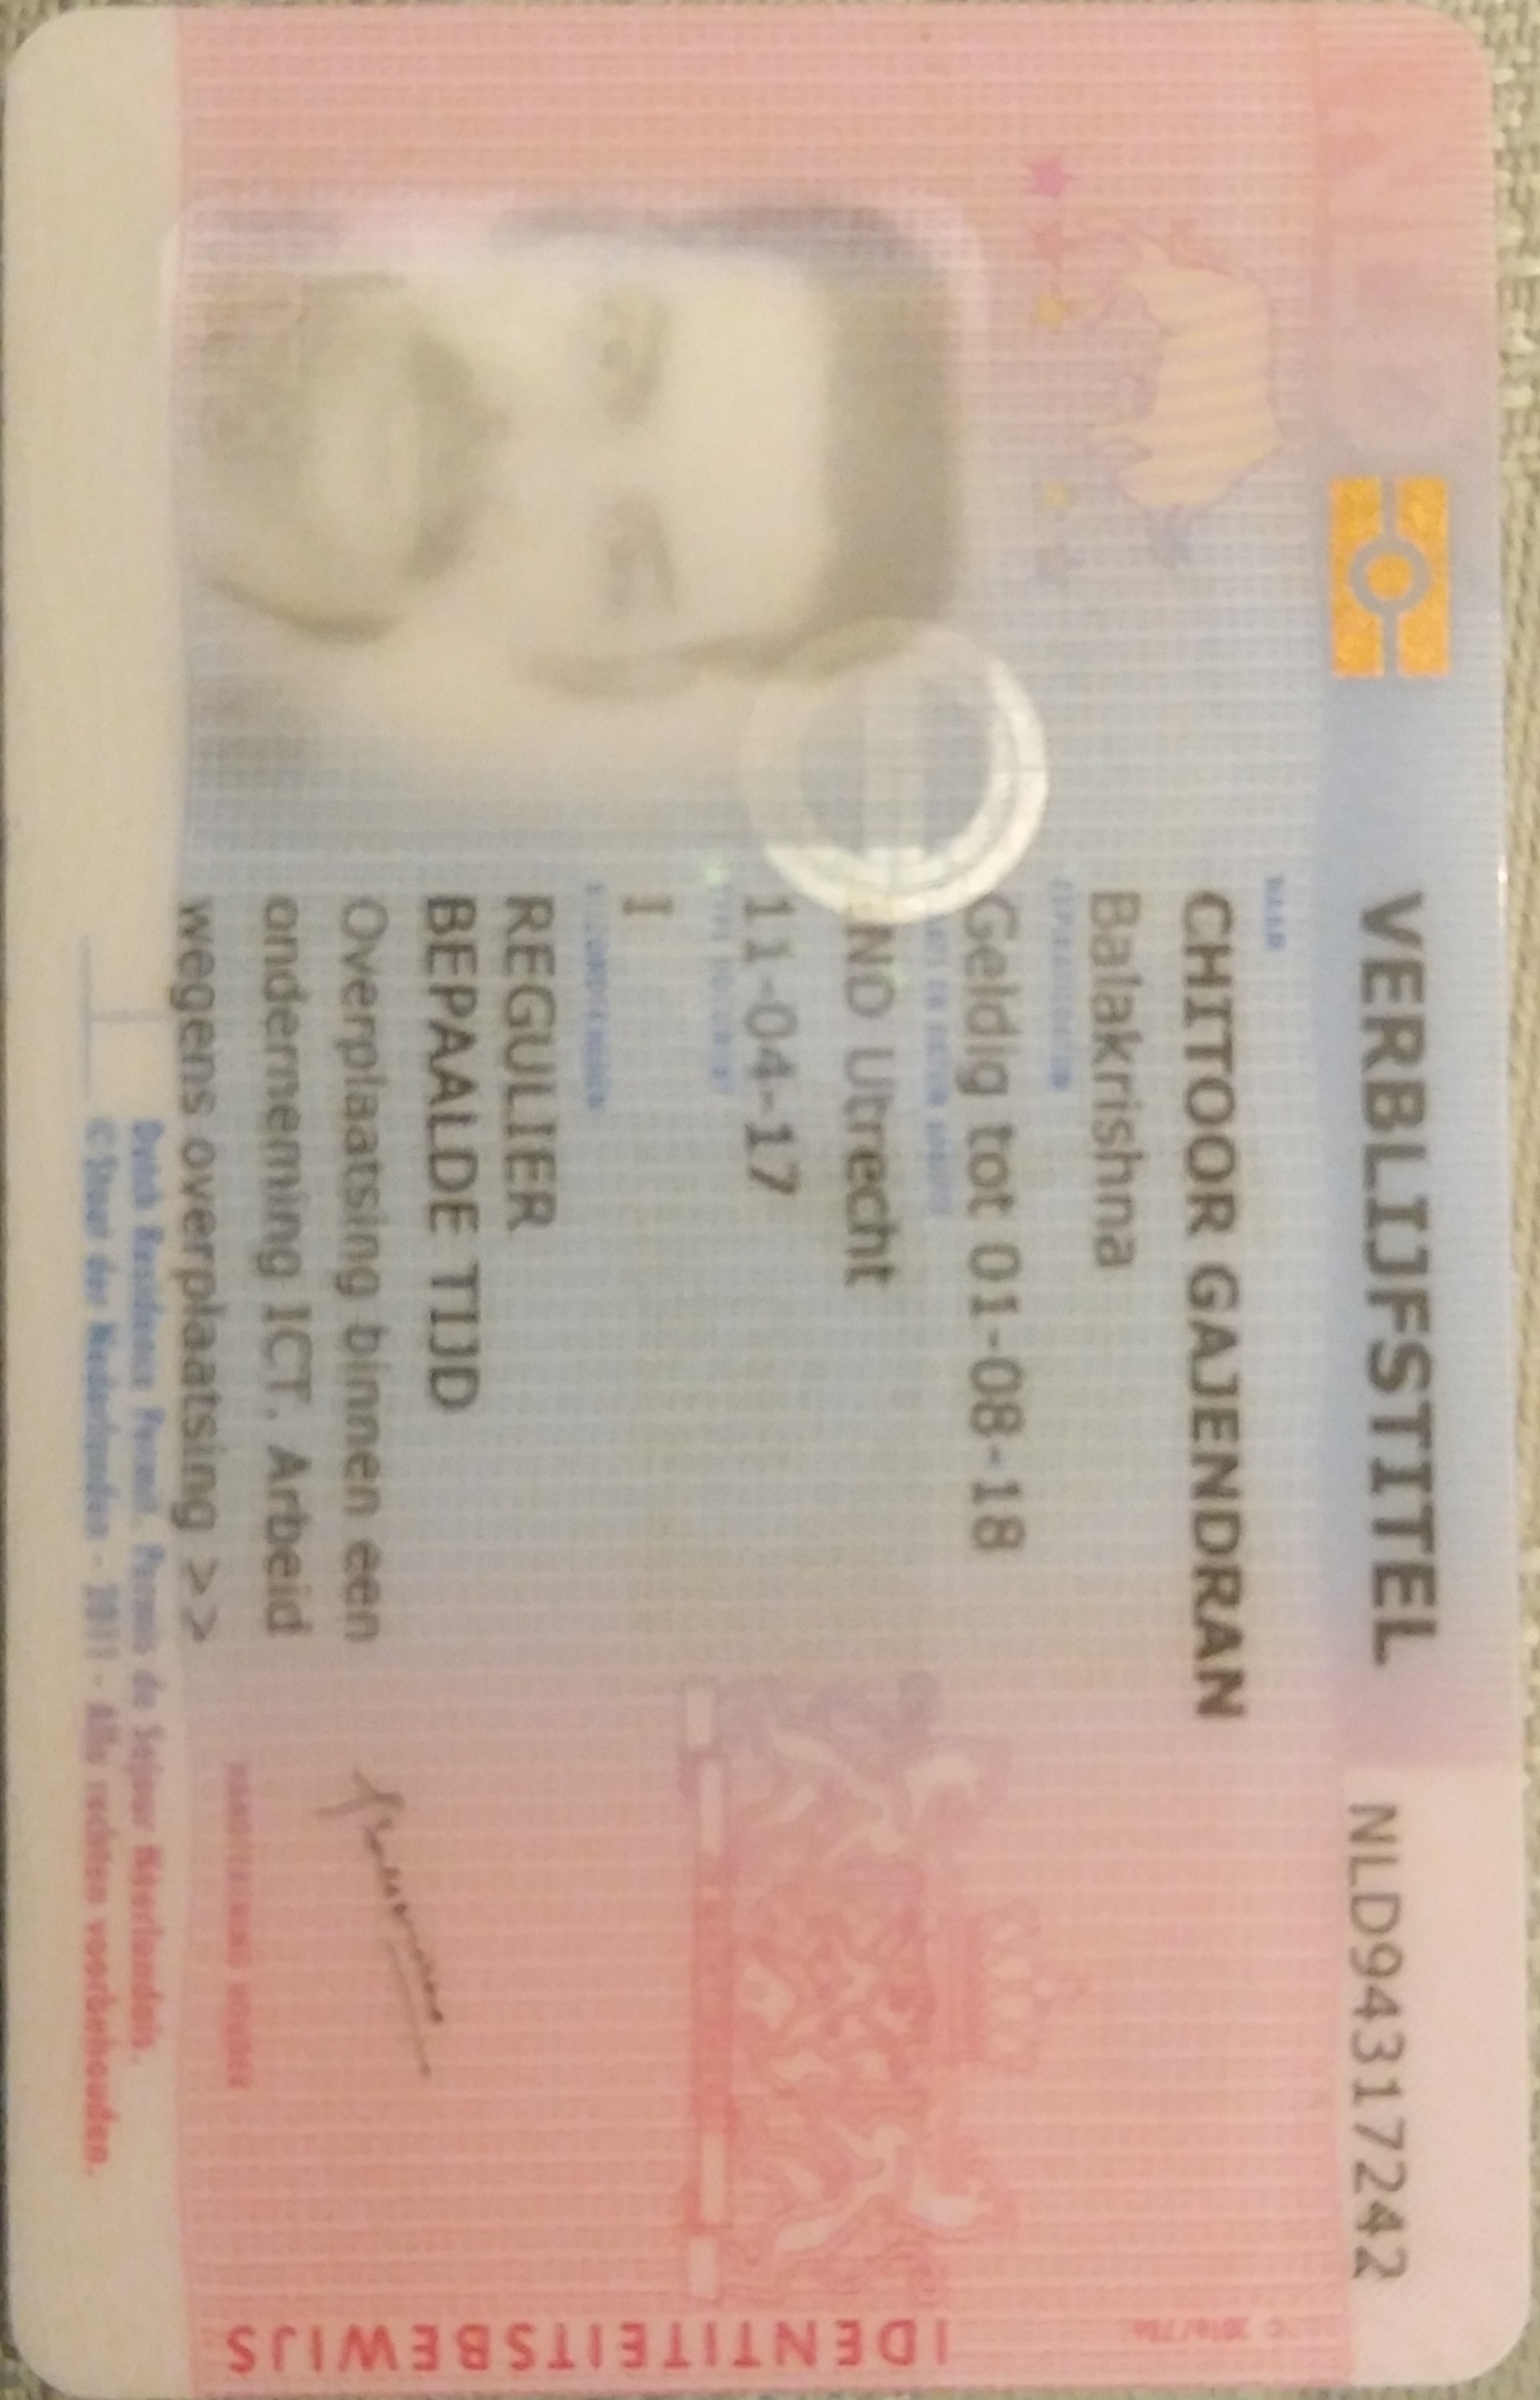 VERBLIJFSTITEL NLD94317242
NAAM
CHITOOR GAJENDRAN
Balakrishna
Geldig tot 01-08-18
IND Utrecht
11-04-17
I
REGULIER
BEPAALDE TIJD
Overplaatsing binnen een
onderneming ICT. Arbeid
wegens overplaatsing >>
Dutch Residence Permit. Permis de Séjour Néerlandais.
© Staat der Nederlanden - 2011 - Alle rechten voorbehouden.
IDENTITEITSBEWIJS